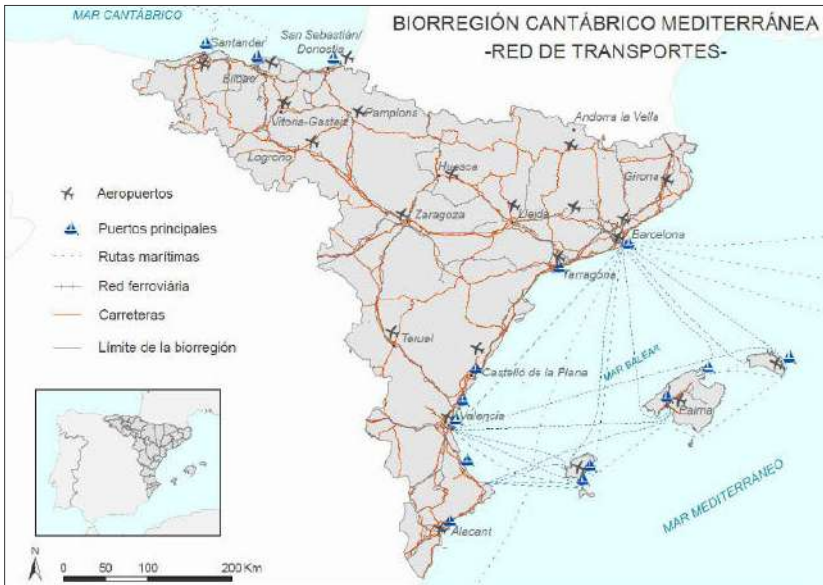 MAR CANTÁBRICO
BIORREGIÓN CANTÁBRICO MEDITERRÁNEA
-RED DE TRANSPORTES-
San Sebastián/
Donostia
Santander
Bilbao
Vitoria-Gasteiz
Pamplona
Andorra la Vella
Logroño
Huesca
Girona
Aeropuertos
Zaragoza
Lleida
Puertos principales
Barcelona
Rutas marítimas
Tarragona
Red ferroviária
Carreteras
Teruel
Límite de la biorregión
MAR BALEAR
Castelló de la Plana
Palma
Valencia
MAR MEDITERRÁNEO
Alacant
N
0 50 100 200 Km